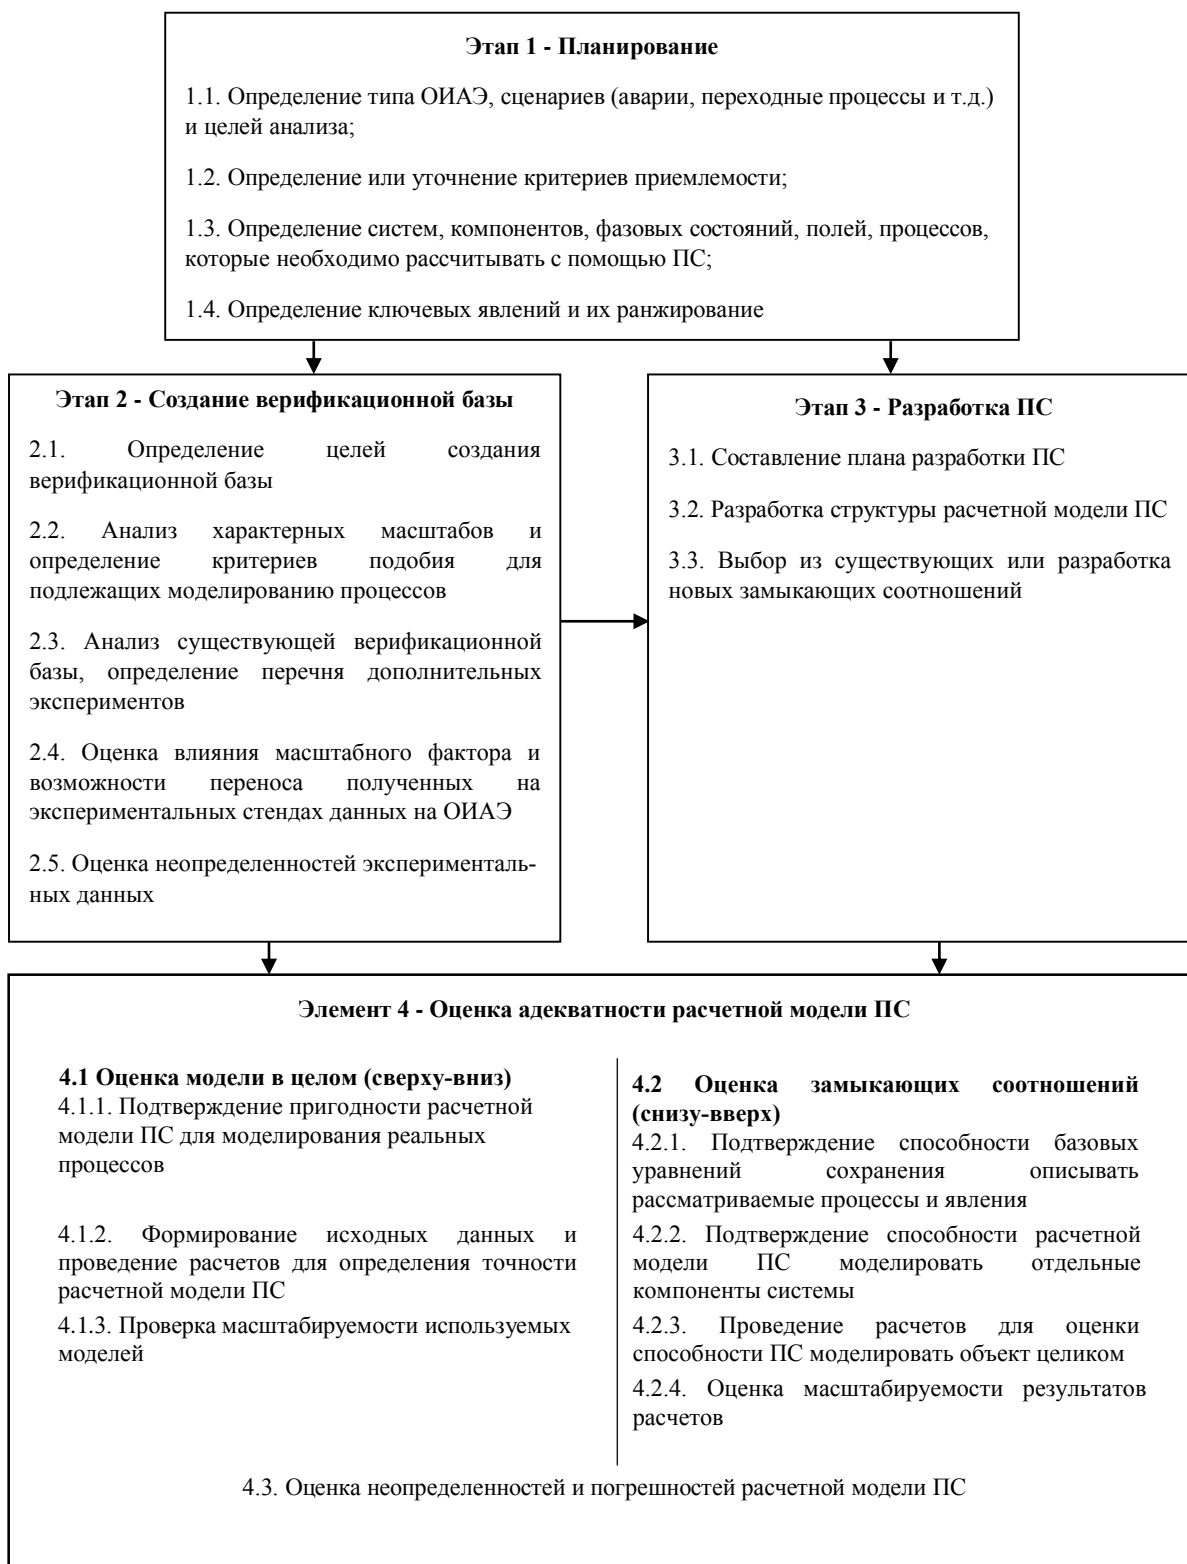 Этап 1 - Планирование
1.1. Определение типа ОИАЭ, сценариев (аварии, переходные процессы и т.д.)
и целей анализа;
1.2. Определение или уточнение критериев приемлемости;
1.3. Определение систем, компонентов, фазовых состояний, полей, процессов,
которые необходимо рассчитывать с помощью ПС;
1.4. Определение ключевых явлений и их ранжирование
Этап 2 - Создание верификационной базы
2.1. Определение целей создания
верификационной базы
2.2. Анализ характерных масштабов и
определение критериев подобия для
подлежащих моделированию процессов
2.3. Анализ существующей верификационной
базы, определение перечня дополнительных
экспериментов
2.4. Оценка влияния масштабного фактора и
возможности переноса полученных на
экспериментальных стендах данных на ОИАЭ
2.5. Оценка неопределенностей эксперименталь-
ных данных
Этап 3 - Разработка ПС
3.1. Составление плана разработки ПС
3.2. Разработка структуры расчетной модели ПС
3.3. Выбор из существующих или разработка
новых замыкающих соотношений
Элемент 4 - Оценка адекватности расчетной модели ПС
4.1 Оценка модели в целом (сверху-вниз)
4.1.1. Подтверждение пригодности расчетной
модели ПС для моделирования реальных
процессов
4.1.2. Формирование исходных данных и
проведение расчетов для определения точности
расчетной модели ПС
4.1.3. Проверка масштабируемости используемых
моделей
4.2 Оценка замыкающих соотношений
(снизу-вверх)
4.2.1. Подтверждение способности базовых
уравнений сохранения описывать
рассматриваемые процессы и явления
4.2.2. Подтверждение способности расчетной
модели ПС моделировать отдельные
компоненты системы
4.2.3. Проведение расчетов для оценки
способности ПС моделировать объект целиком
4.2.4. Оценка масштабируемости результатов
расчетов
4.3. Оценка неопределенностей и погрешностей расчетной модели ПС